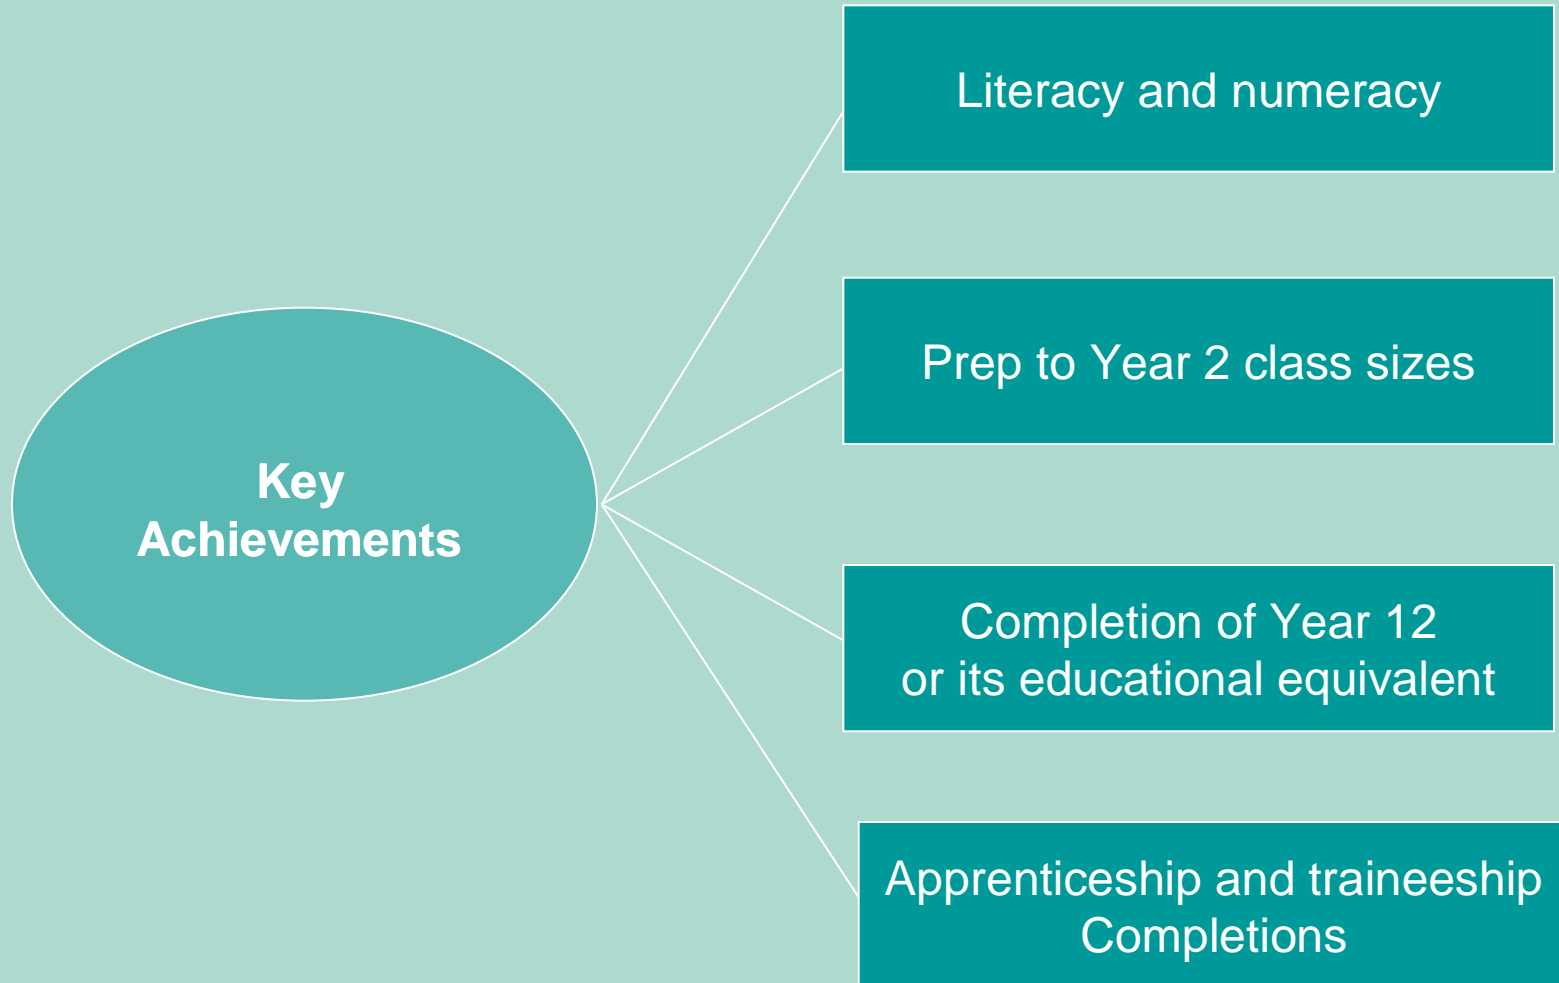 Key
Achievements
Literacy and numeracy
Prep to Year 2 class sizes
Completion of Year 12
or its educational equivalent
Apprenticeship and traineeship
Completions